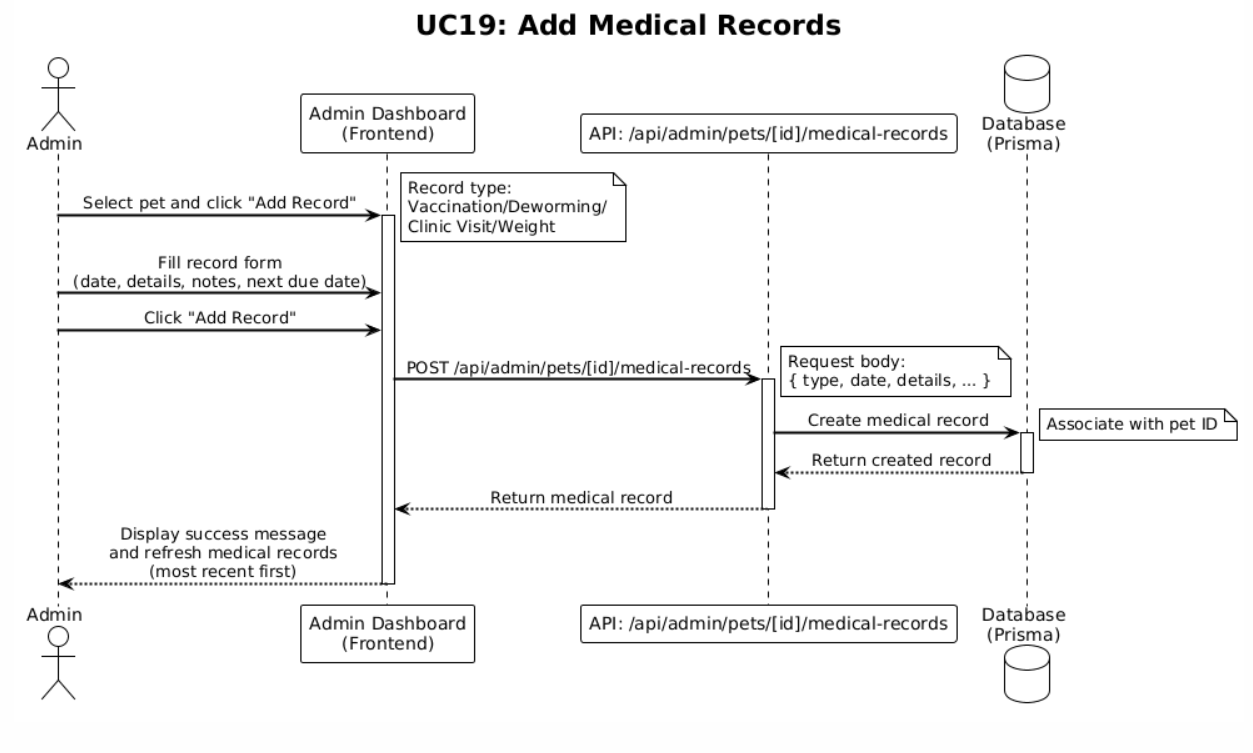 UC19: Add Medical Records
Admin
Admin Dashboard
(Frontend)
API: /api/admin/pets/[id]/medical-records
Database
(Prisma)
Select pet and click "Add Record"
Record type:
Vaccination/Deworming/
Clinic Visit/Weight
Fill record form
(date, details, notes, next due date)
Click "Add Record"
POST /api/admin/pets/[id]/medical-records
Request body:
{ type, date, details, ... }
Create medical record
Associate with pet ID
Return created record
Return medical record
Display success message
and refresh medical records
(most recent first)
Admin
Admin Dashboard
(Frontend)
API: /api/admin/pets/[id]/medical-records
Database
(Prisma)